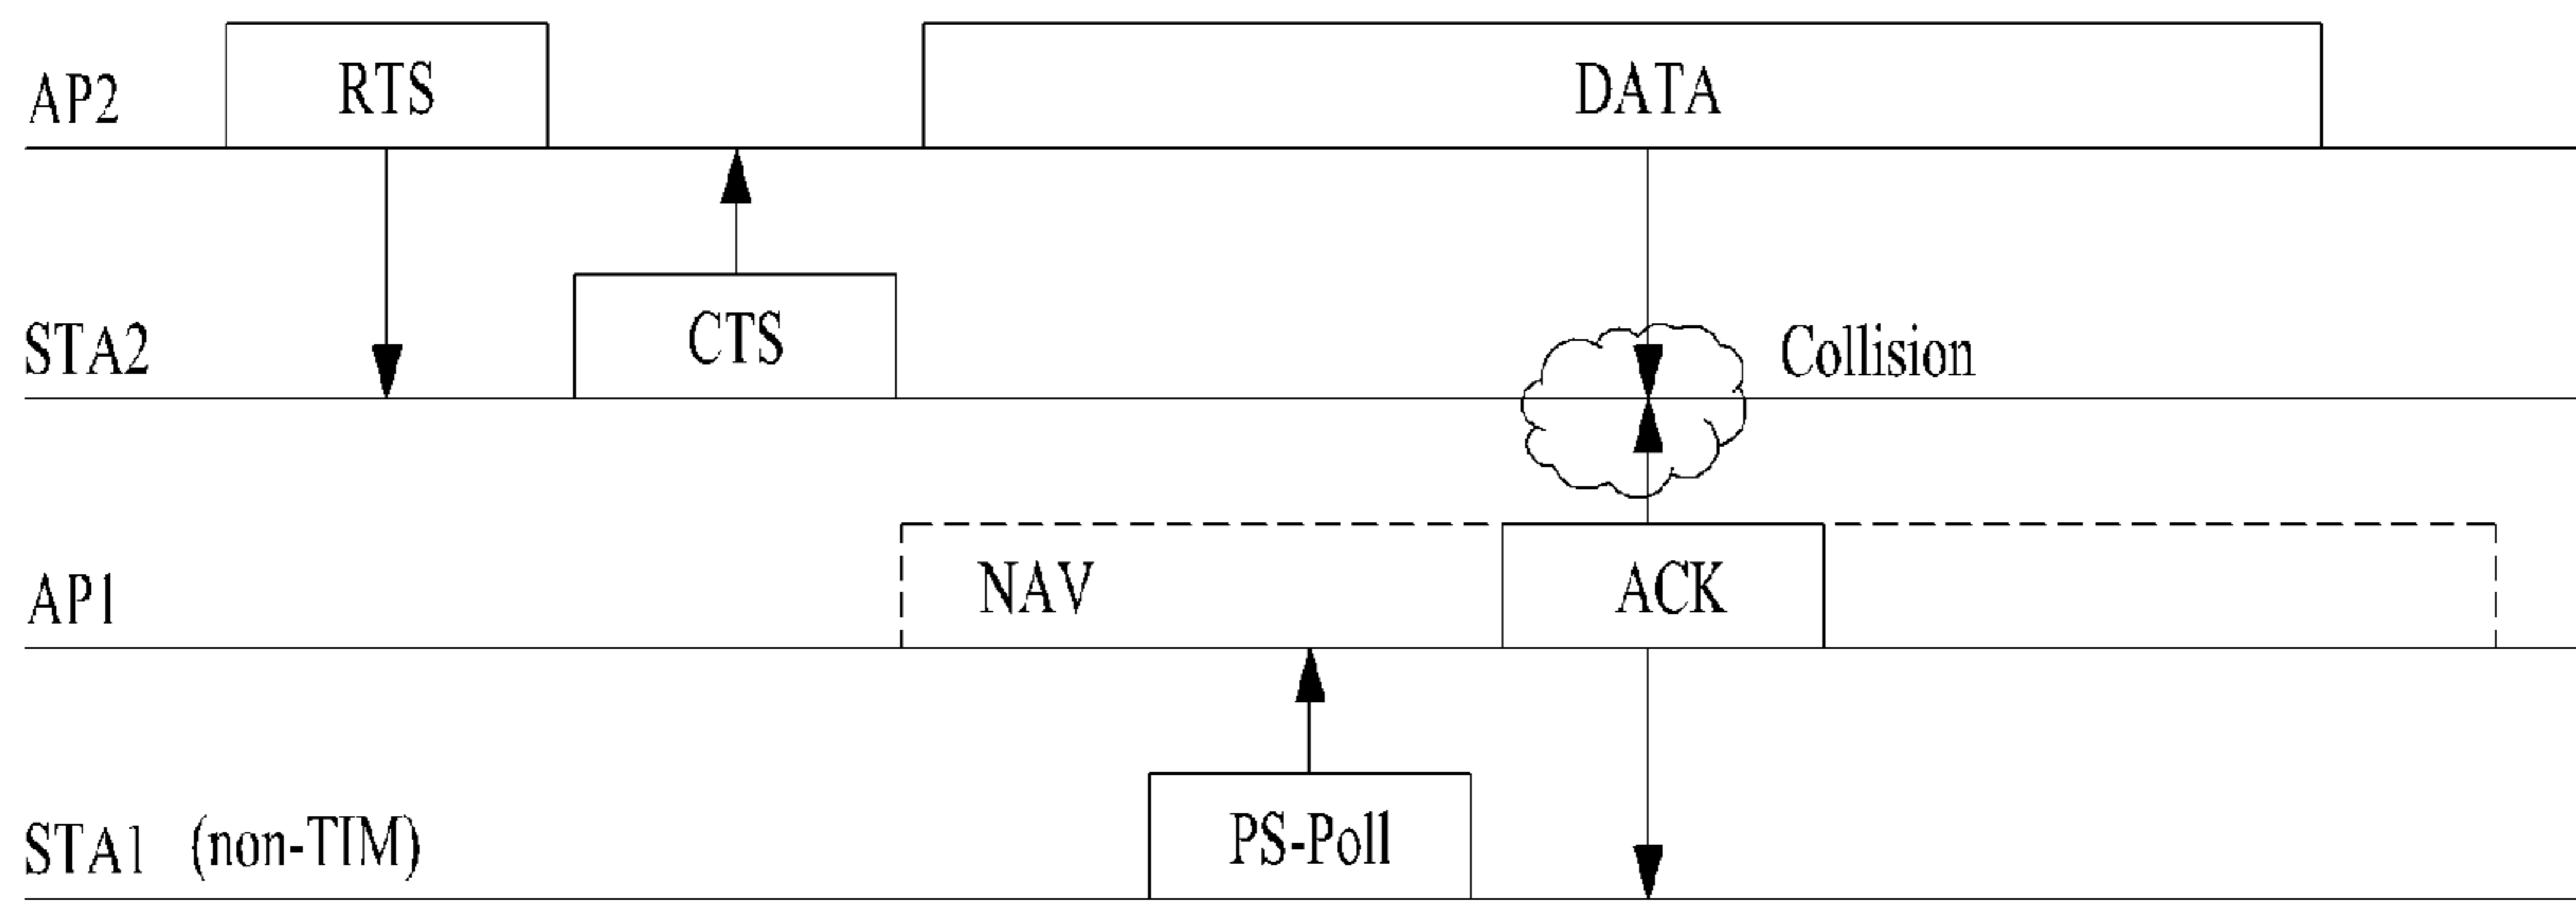 AP2
RTS
DATA
STA2
CTS
Collision
AP1
NAV
ACK
STA1 (non-TIM)
PS-Poll